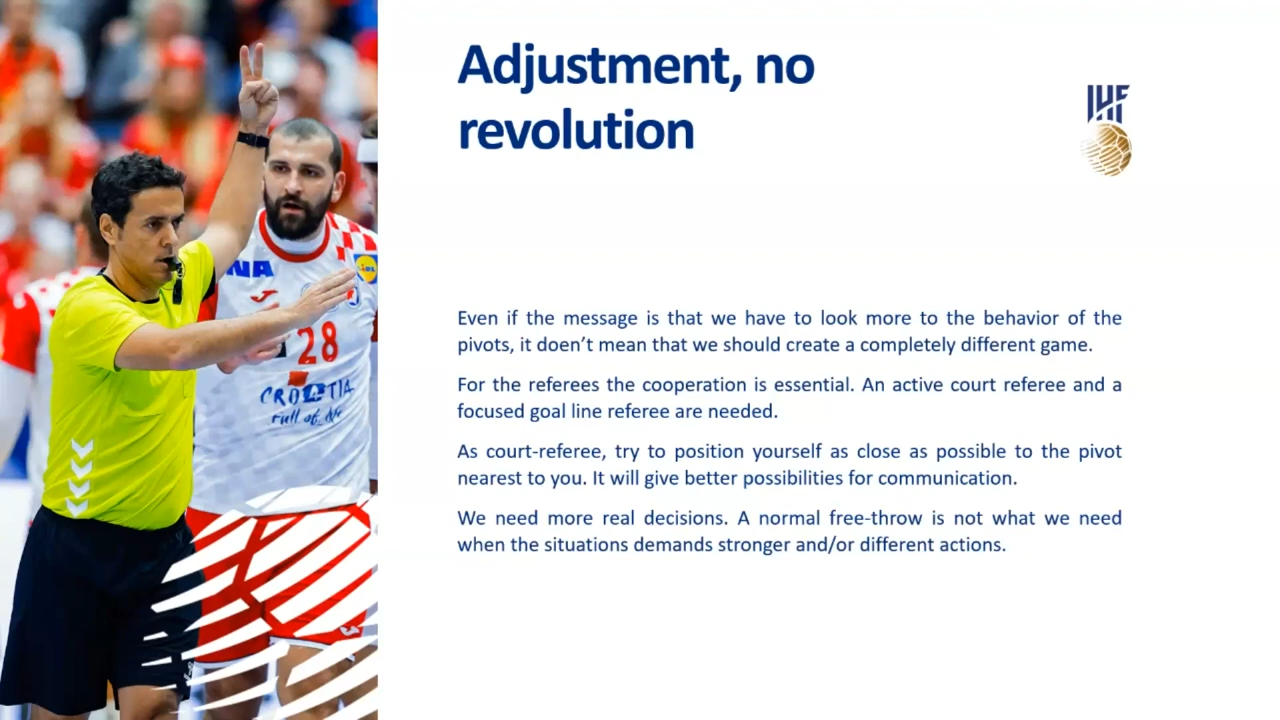 Adjustment, no
revolution
IHF
Even if the message is that we have to look more to the behavior of the
pivots, it doen't mean that we should create a completely different game.
For the referees the cooperation is essential. An active court referee and a
focused goal line referee are needed.
As court-referee, try to position yourself as close as possible to the pivot
nearest to you. It will give better possibilities for communication.
We need more real decisions. A normal free-throw is not what we need
when the situations demands stronger and/or different actions.
NA
LIDL
28
CROATIA
Full of life